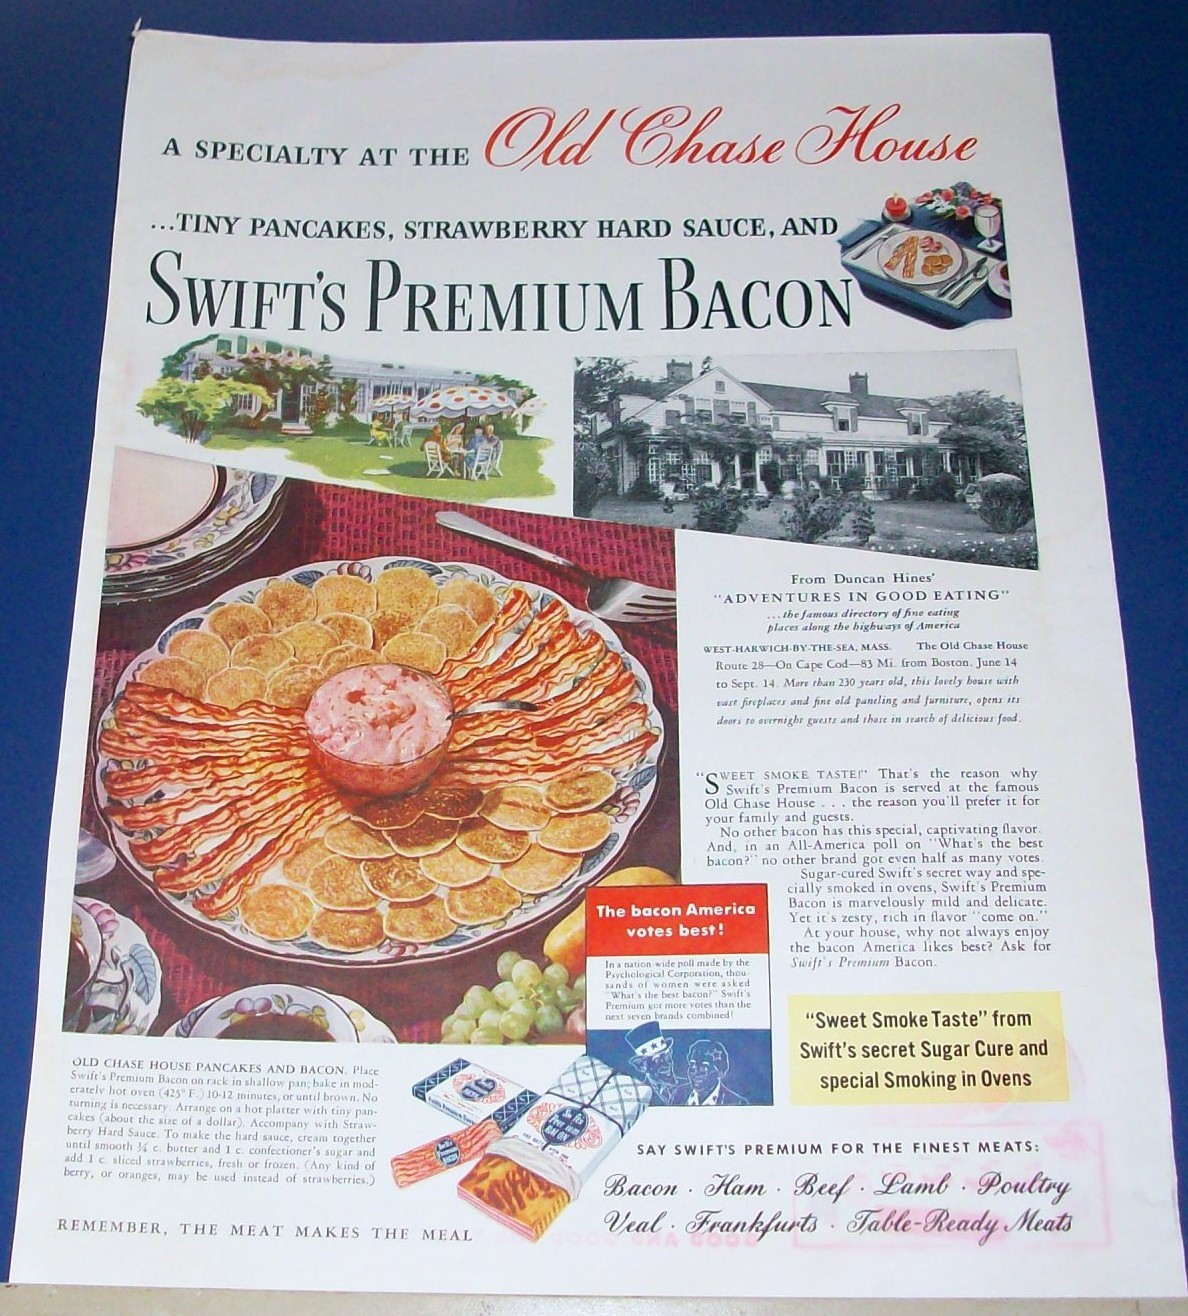 A SPECIALTY AT THE Old Chase House
...TINY PANCAKES, STRAWBERRY HARD SAUCE, AND
SWIFT'S PREMIUM BACON
From Duncan Hines'
"ADVENTURES IN GOOD EATING"
...the famous directory of fine eating
places along the highways of America
WEST-HARWICH-BY-THE-SEA, MASS. The Old Chase House
Route 28—On Cape Cod—83 Mi. from Boston. June 14
to Sept. 14. More than 230 years old, this lovely house with
vast fireplaces and fine old paneling and furniture, opens its
doors to overnight guests and those in search of delicious food.
"SWEET SMOKE TASTE!" That's the reason why
Swift's Premium Bacon is served at the famous
Old Chase House . . . the reason you'll prefer it for
your family and guests.
No other bacon has this special, captivating flavor.
And, in an All-America poll on "What's the best
bacon?" no other brand got even half as many votes.
Sugar-cured Swift's secret way and spe-
cially smoked in ovens, Swift's Premium
Bacon is marvelously mild and delicate.
Yet it's zesty, rich in flavor "come on."
At your house, why not always enjoy
the bacon America likes best? Ask for
Swift's Premium Bacon.
The bacon America
votes best!
In a nation-wide poll made by the
Psychological Corporation, thou-
sands of women were asked
"What's the best bacon?" Swift's
Premium got more votes than the
next seven brands combined!
"Sweet Smoke Taste" from
Swift's secret Sugar Cure and
special Smoking in Ovens
OLD CHASE HOUSE PANCAKES AND BACON. Place
Swift's Premium Bacon on rack in shallow pan; bake in mod-
erately hot oven (425° F.) 10-12 minutes, or until brown. No
turning is necessary. Arrange on a hot platter with tiny pan-
cakes (about the size of a dollar). Accompany with Straw-
berry Hard Sauce. To make the hard sauce, cream together
until smooth ¼ c. butter and 1 c. confectioner's sugar and
add 1 c. sliced strawberries, fresh or frozen. (Any kind of
berry, or oranges, may be used instead of strawberries.)
REMEMBER, THE MEAT MAKES THE MEAL
SAY SWIFT'S PREMIUM FOR THE FINEST MEATS:
Bacon · Ham · Beef · Lamb · Poultry
Veal · Frankfurts · Table-Ready Meats